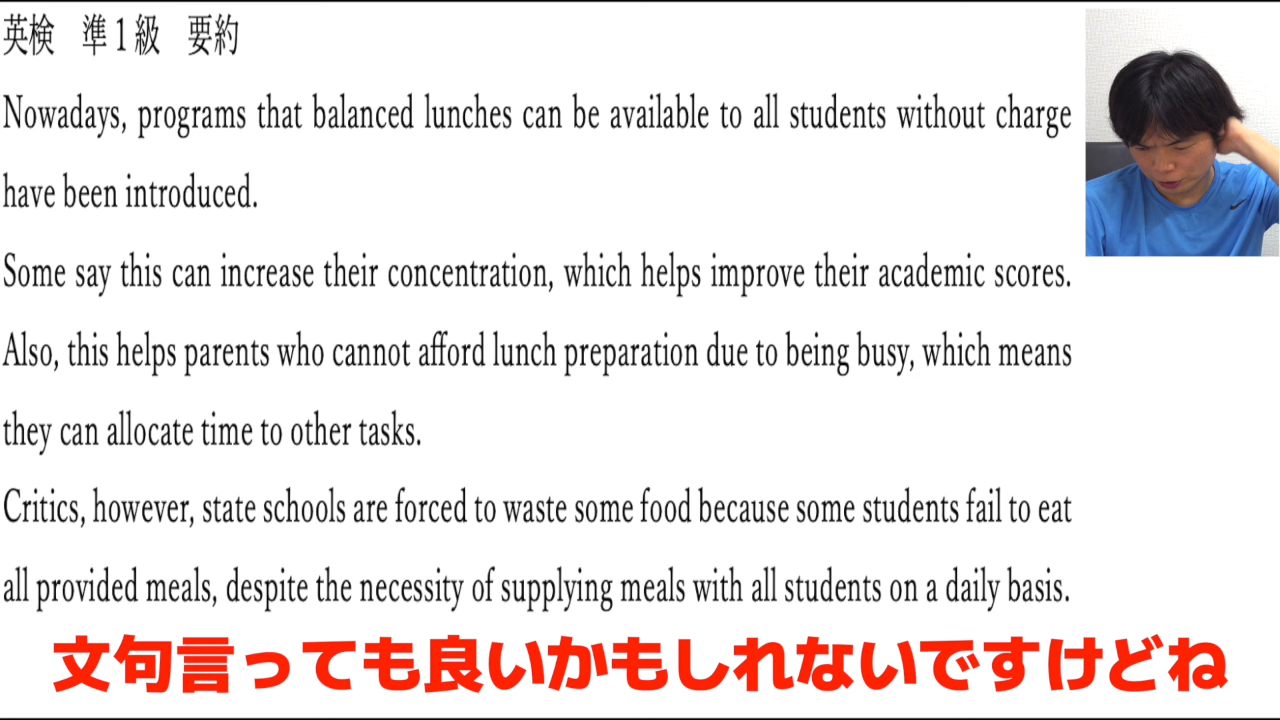 英検　準１級　要約
Nowadays, programs that balanced lunches can be available to all students without charge
have been introduced.
Some say this can increase their concentration, which helps improve their academic scores.
Also, this helps parents who cannot afford lunch preparation due to being busy, which means
they can allocate time to other tasks.
Critics, however, state schools are forced to waste some food because some students fail to eat
all provided meals, despite the necessity of supplying meals with all students on a daily basis.
文句言っても良いかもしれないですけどね